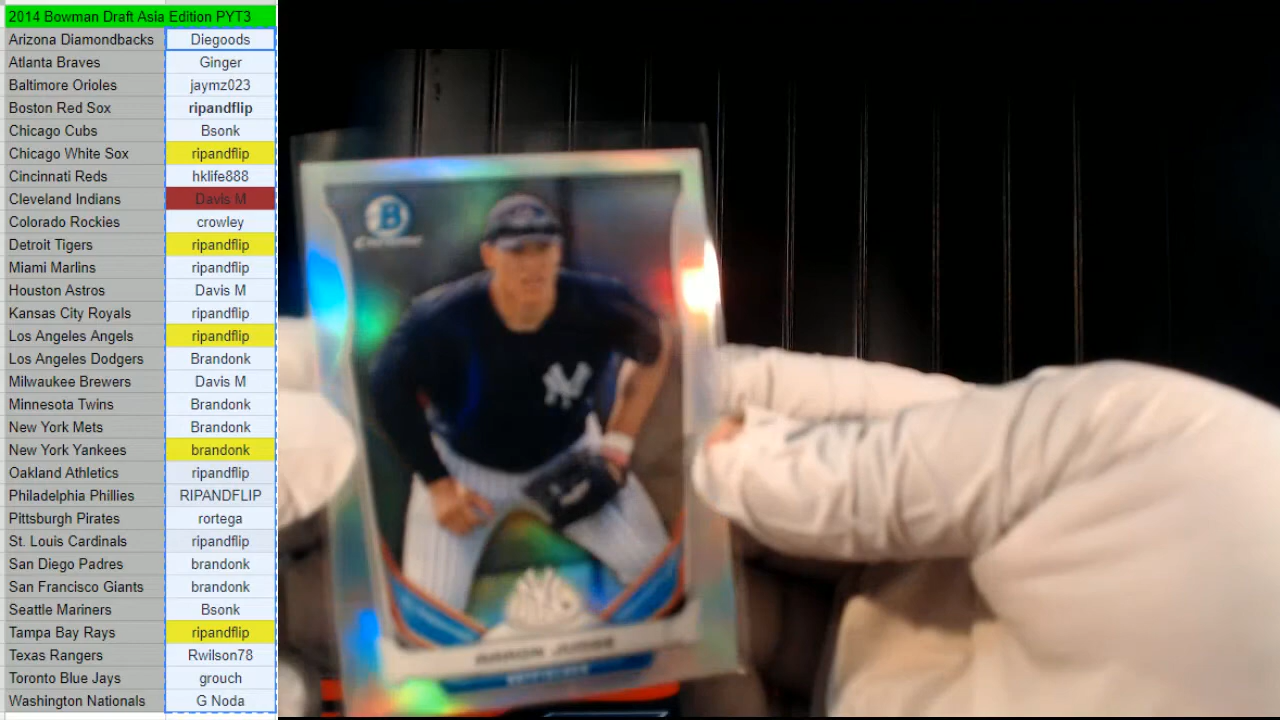 2014 Bowman Draft Asia Edition PYT3
Arizona Diamondbacks Diegoods
Atlanta Braves Ginger
Baltimore Orioles jaymz023
Boston Red Sox ripandflip
Chicago Cubs Bsonk
Chicago White Sox ripandflip
Cincinnati Reds hklife888
Cleveland Indians Davis M
Colorado Rockies crowley
Detroit Tigers ripandflip
Miami Marlins ripandflip
Houston Astros Davis M
Kansas City Royals ripandflip
Los Angeles Angels ripandflip
Los Angeles Dodgers Brandonk
Milwaukee Brewers Davis M
Minnesota Twins Brandonk
New York Mets Brandonk
New York Yankees brandonk
Oakland Athletics ripandflip
Philadelphia Phillies RIPANDFLIP
Pittsburgh Pirates rortega
St. Louis Cardinals ripandflip
San Diego Padres brandonk
San Francisco Giants brandonk
Seattle Mariners Bsonk
Tampa Bay Rays ripandflip
Texas Rangers Rwilson78
Toronto Blue Jays grouch
Washington Nationals G Noda
B
Chrome
NY
AARON JUDGE